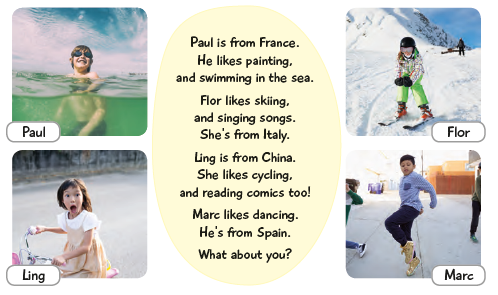 Paul is from France.
He likes painting,
and swimming in the sea.
Flor likes skiing,
and singing songs.
She's from Italy.
Ling is from China.
She likes cycling,
and reading comics too!
Marc likes dancing.
He's from Spain.
What about you?
Paul
Flor
Ling
Marc